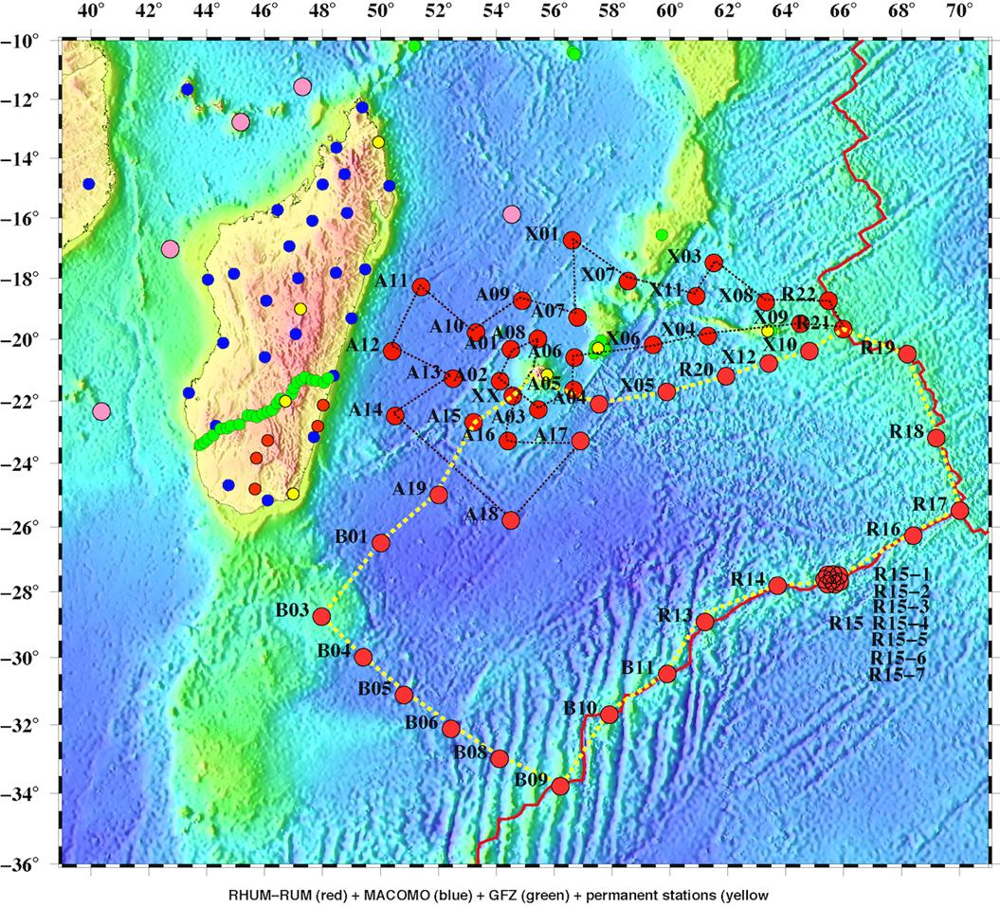 40° 42° 44° 46° 48° 50° 52° 54° 56° 58° 60° 62° 64° 66° 68° 70°
−10°
−12°
−14°
−16°
X01
X03
−18°
X07
A11
X11
A09
X08 R22
A07
X09
R21
A10
A08
X06 X04
−20°
A12
A01
X10
R19
A06
X12
A13 A02
R20
A05
X05
−22°
XX
A04
A14
A15 A03
A16 A17
R18
−24°
A19
R17
A18
−26°
R16
B01
R15−1
R14
−28°
R15−2
B03
R15−3
R13
R15 R15−4
R15−5
−30°
B04
R15−6
B11
R15−7
B05
B10
−32°
B06
B08
B09
−34°
−36°
RHUM−RUM (red) + MACOMO (blue) + GFZ (green) + permanent stations (yellow